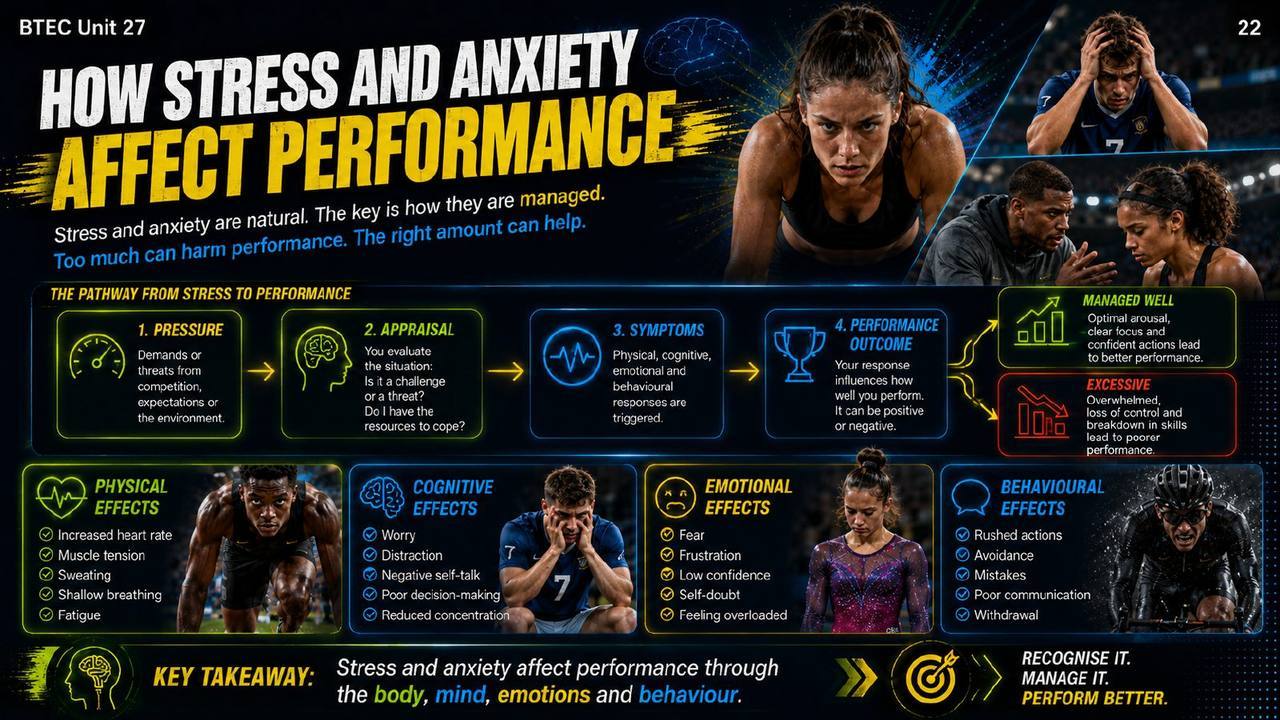 BTEC Unit 27
22
HOW STRESS AND ANXIETY
AFFECT PERFORMANCE
Stress and anxiety are natural. The key is how they are managed.
Too much can harm performance. The right amount can help.
7
THE PATHWAY FROM STRESS TO PERFORMANCE
1. PRESSURE
Demands or
threats from
competition,
expectations or
the environment.
2. APPRAISAL
You evaluate
the situation:
Is it a challenge
or a threat?
Do I have the
resources to cope?
3. SYMPTOMS
Physical, cognitive,
emotional and
behavioural
responses are
triggered.
4. PERFORMANCE
OUTCOME
Your response
influences how
well you perform.
It can be positive
or negative.
MANAGED WELL
Optimal arousal,
clear focus and
confident actions lead
to better performance.
EXCESSIVE
Overwhelmed,
loss of control and
breakdown in skills
lead to poorer
performance.
PHYSICAL
EFFECTS
Increased heart rate
Muscle tension
Sweating
Shallow breathing
Fatigue
COGNITIVE
EFFECTS
Worry
Distraction
Negative self-talk
Poor decision-making
Reduced concentration
7
7
EMOTIONAL
EFFECTS
Fear
Frustration
Low confidence
Self-doubt
Feeling overloaded
BEHAVIOURAL
EFFECTS
Rushed actions
Avoidance
Mistakes
Poor communication
Withdrawal
KEY TAKEAWAY:
Stress and anxiety affect performance through
the body, mind, emotions and behaviour.
RECOGNISE IT.
MANAGE IT.
PERFORM BETTER.